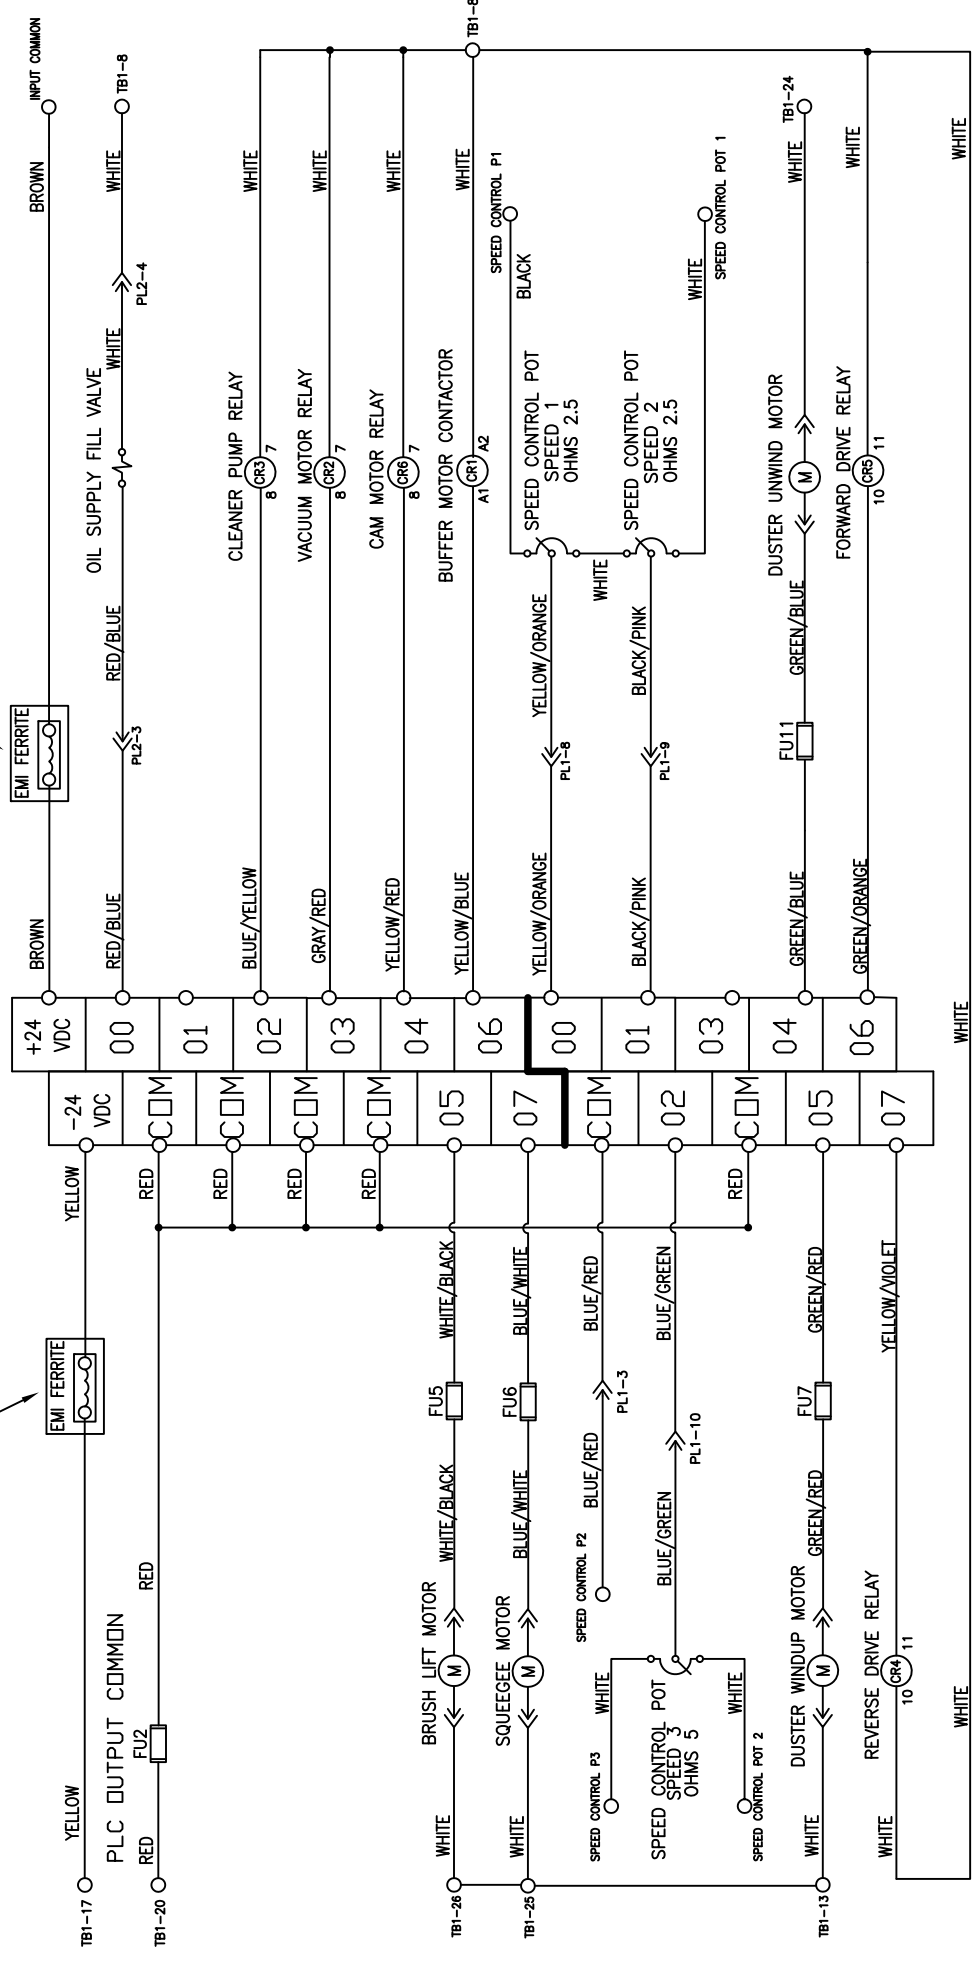 INPUT COMMON
BROWN
EMI FERRITE
BROWN
TB1-8
WHITE
PL2-4
WHITE
OIL SUPPLY FILL VALVE
RED/BLUE
PL2-3
RED/BLUE
WHITE
CLEANER PUMP RELAY
7
CR3
8
BLUE/YELLOW
WHITE
VACUUM MOTOR RELAY
7
CR2
8
GRAY/RED
WHITE
CAM MOTOR RELAY
7
CR6
8
YELLOW/RED
TB1-8
WHITE
BUFFER MOTOR CONTACTOR
A2
CR1
A1
YELLOW/BLUE
SPEED CONTROL P1
BLACK
SPEED CONTROL POT
SPEED 1
OHMS 2.5
YELLOW/ORANGE
PL1-8
YELLOW/ORANGE
WHITE
SPEED CONTROL POT 1
WHITE
SPEED CONTROL POT
SPEED 2
OHMS 2.5
BLACK/PINK
PL1-9
BLACK/PINK
TB1-24
WHITE
DUSTER UNWIND MOTOR
M
GREEN/BLUE
FU11
GREEN/BLUE
WHITE
FORWARD DRIVE RELAY
11
CR5
10
GREEN/ORANGE
WHITE
WHITE
WHITE
+24
VDC
00
01
02
03
04
06
00
01
03
04
06
-24
VDC
COM
COM
COM
COM
05
07
COM
02
COM
05
07
YELLOW
EMI FERRITE
YELLOW
TB1-17
RED
RED
RED
RED
RED
RED
PLC OUTPUT COMMON
FU2
RED
TB1-20
WHITE/BLACK
FU5
WHITE/BLACK
BRUSH LIFT MOTOR
M
WHITE
TB1-26
BLUE/WHITE
FU6
BLUE/WHITE
SQUEEGEE MOTOR
M
WHITE
TB1-25
BLUE/RED
PL1-3
BLUE/RED
SPEED CONTROL P2
BLUE/GREEN
PL1-10
BLUE/GREEN
WHITE
SPEED CONTROL P3
SPEED CONTROL POT
SPEED 3
OHMS 5
WHITE
SPEED CONTROL POT 2
GREEN/RED
FU7
GREEN/RED
DUSTER WINDUP MOTOR
M
WHITE
TB1-13
YELLOW/VIOLET
REVERSE DRIVE RELAY
11
CR4
10
WHITE